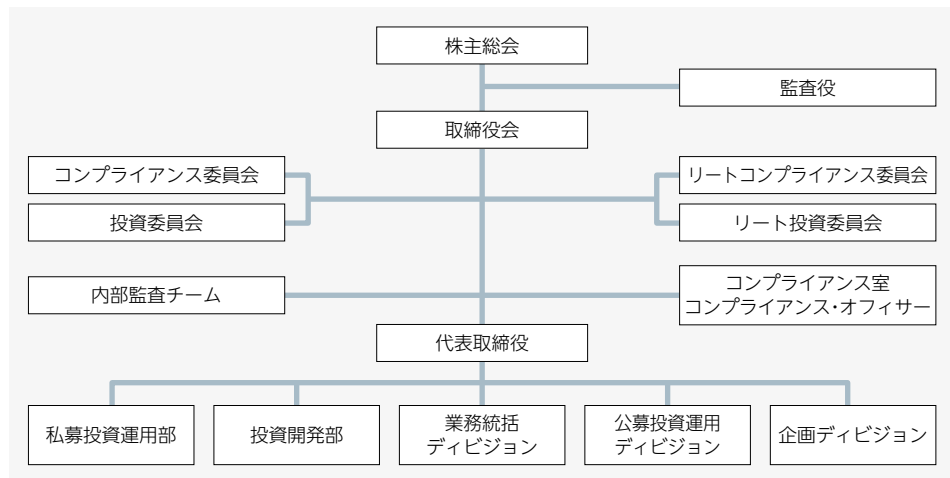 株主総会
監査役
取締役会
コンプライアンス委員会
リートコンプライアンス委員会
投資委員会
リート投資委員会
内部監査チーム
コンプライアンス室
コンプライアンス・オフィサー
代表取締役
私募投資運用部
投資開発部
業務統括
ディビジョン
公募投資運用
ディビジョン
企画ディビジョン